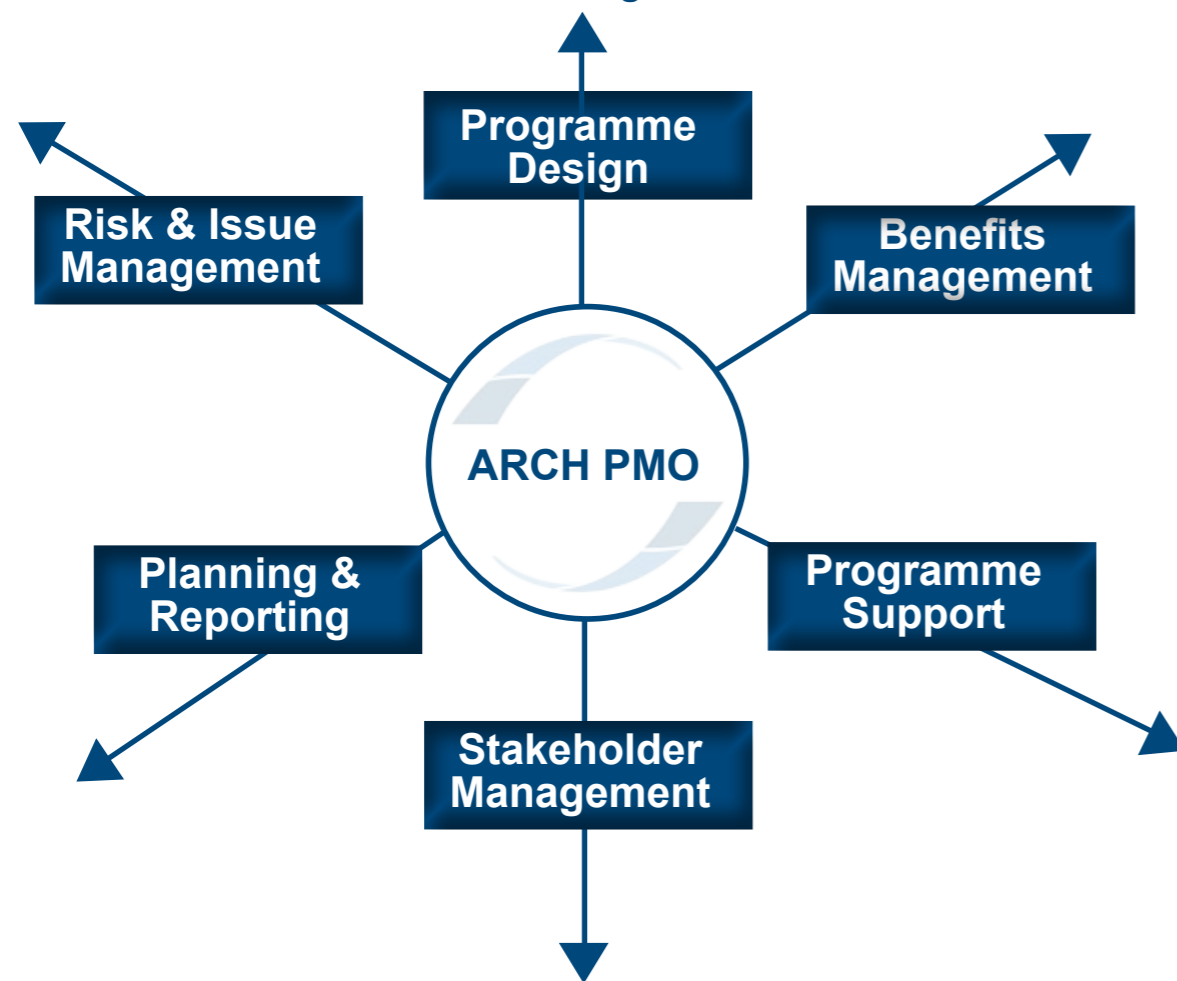 Programme
Design
Risk & Issue
Management
Benefits
Management
ARCH PMO
Planning &
Reporting
Programme
Support
Stakeholder
Management